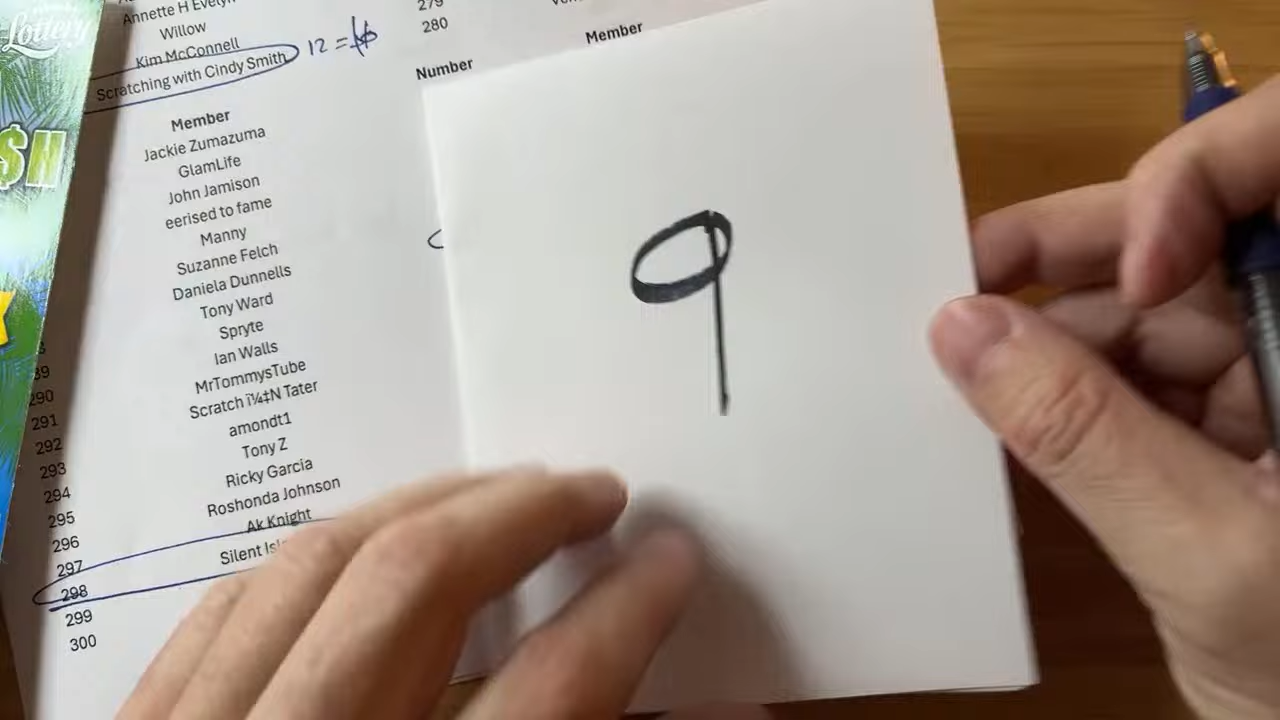 Lottery
$H
Annette H Evelyn
Willow
Kim McConnell
Scratching with Cindy Smith
12 =
279
280
Member
Number
Member
Jackie Zumazuma
GlamLife
John Jamison
eerised to fame
Manny
Suzanne Felch
Daniela Dunnells
Tony Ward
Spryte
Ian Walls
MrTommysTube
Scratch ï¼‡N Tater
amondt1
Tony Z
Ricky Garcia
Roshonda Johnson
Ak Knight
Silent
290
291
292
293
294
295
296
297
298
299
300
9